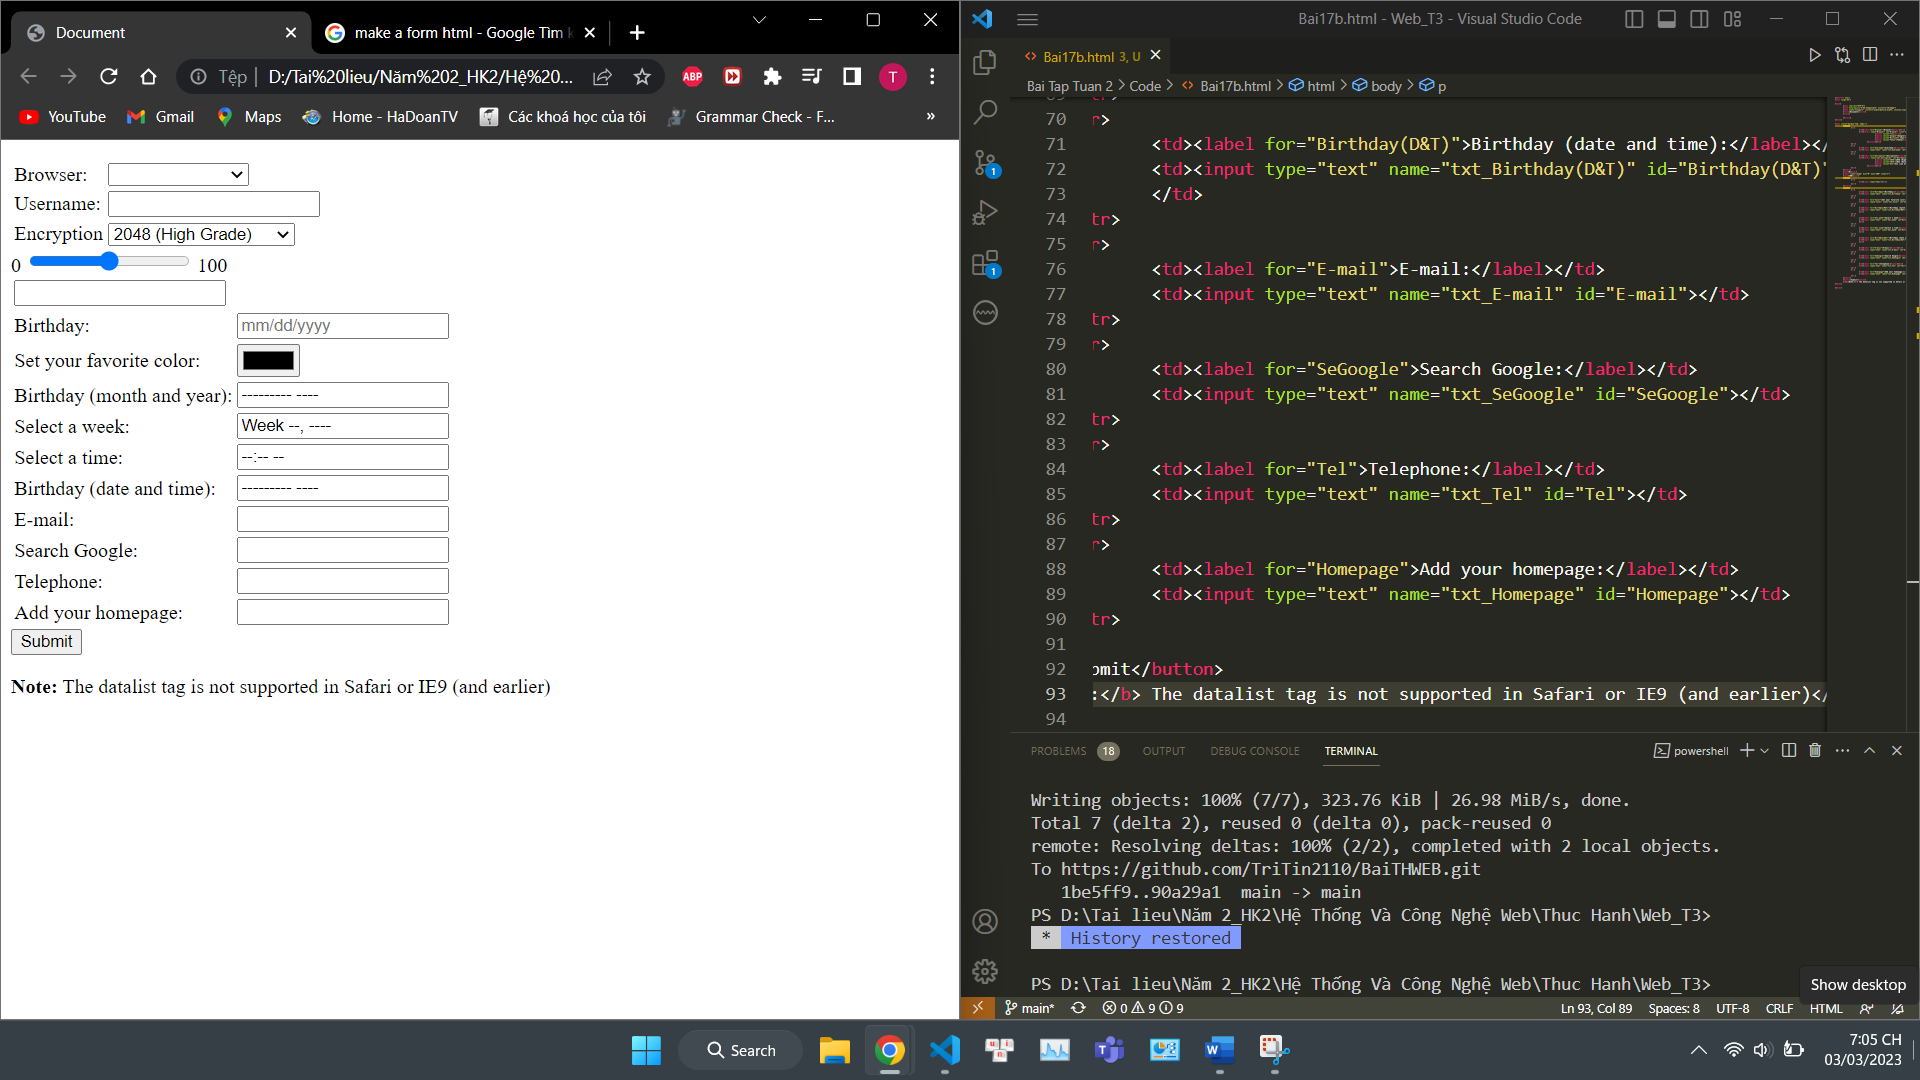 Document
make a form html - Google Tìm k
Tệp
D:/Tai%20lieu/Năm%202_HK2/Hệ%20...
ABP
T
YouTube
Gmail
Maps
Home - HaDoanTV
Các khoá học của tôi
Grammar Check - F...
»
Browser:
Username:
Encryption 2048 (High Grade)
0 100
Birthday: mm/dd/yyyy
Set your favorite color:
Birthday (month and year): --------- ----
Select a week: Week --, ----
Select a time: --:-- --
Birthday (date and time): --------- ----
E-mail:
Search Google:
Telephone:
Add your homepage:
Submit
Note: The datalist tag is not supported in Safari or IE9 (and earlier)
Bai17b.html - Web_T3 - Visual Studio Code
Bai17b.html 3, U
Bai Tap Tuan 2 > Code > Bai17b.html > html > body > p
70 r>
71 <td><label for="Birthday(D&T)">Birthday (date and time):</label></
72 <td><input type="text" name="txt_Birthday(D&T)" id="Birthday(D&T)"
73 </td>
74 tr>
75 r>
76 <td><label for="E-mail">E-mail:</label></td>
77 <td><input type="text" name="txt_E-mail" id="E-mail"></td>
78 tr>
79 r>
80 <td><label for="SeGoogle">Search Google:</label></td>
81 <td><input type="text" name="txt_SeGoogle" id="SeGoogle"></td>
82 tr>
83 r>
84 <td><label for="Tel">Telephone:</label></td>
85 <td><input type="text" name="txt_Tel" id="Tel"></td>
86 tr>
87 r>
88 <td><label for="Homepage">Add your homepage:</label></td>
89 <td><input type="text" name="txt_Homepage" id="Homepage"></td>
90 tr>
91
92 omit</button>
93 :</b> The datalist tag is not supported in Safari or IE9 (and earlier)</
94
1
1
PROBLEMS 18 OUTPUT DEBUG CONSOLE TERMINAL
powershell
Writing objects: 100% (7/7), 323.76 KiB | 26.98 MiB/s, done.
Total 7 (delta 2), reused 0 (delta 0), pack-reused 0
remote: Resolving deltas: 100% (2/2), completed with 2 local objects.
To https://github.com/TriTin2110/BaiTHWEB.git
1be5ff9..90a29a1 main -> main
PS D:\Tai lieu\Năm 2_HK2\Hệ Thống Và Công Nghệ Web\Thuc Hanh\Web_T3>
* History restored
PS D:\Tai lieu\Năm 2_HK2\Hệ Thống Và Công Nghệ Web\Thuc Hanh\Web_T3>
Show desktop
main* 0 9 9
Ln 93, Col 89 Spaces: 8 UTF-8 CRLF HTML
Search
7:05 CH
03/03/2023